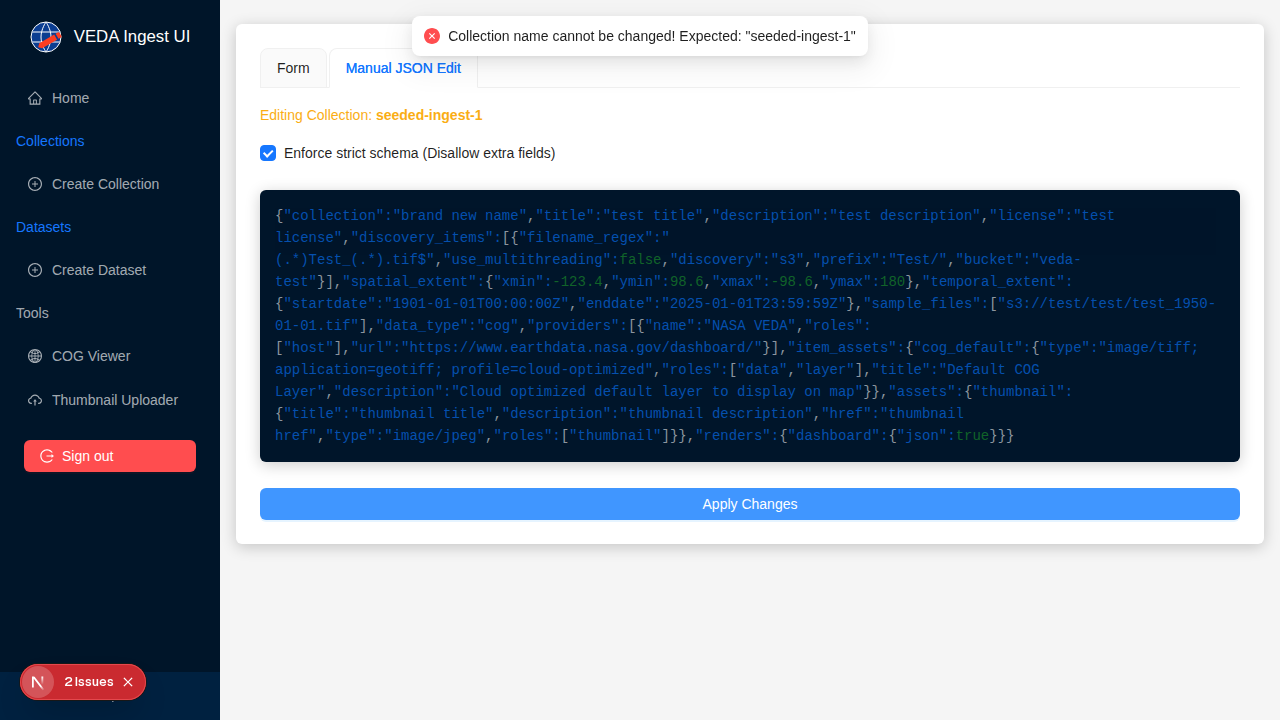 VEDA Ingest UI
Home
Collections
Create Collection
Datasets
Create Dataset
Tools
COG Viewer
Thumbnail Uploader
Sign out
2 Issues
Collection name cannot be changed! Expected: "seeded-ingest-1"
Form
Manual JSON Edit
Editing Collection: seeded-ingest-1
Enforce strict schema (Disallow extra fields)
{"collection":"brand new name","title":"test title","description":"test description","license":"test
license","discovery_items":[{"filename_regex":"
(.*)Test_(.*).tif$","use_multithreading":false,"discovery":"s3","prefix":"Test/","bucket":"veda-
test"}],"spatial_extent":{"xmin":-123.4,"ymin":98.6,"xmax":-98.6,"ymax":180},"temporal_extent":
{"startdate":"1901-01-01T00:00:00Z","enddate":"2025-01-01T23:59:59Z"},"sample_files":["s3://test/test/test_1950-
01-01.tif"],"data_type":"cog","providers":[{"name":"NASA VEDA","roles":
["host"],"url":"https://www.earthdata.nasa.gov/dashboard/"}],"item_assets":{"cog_default":{"type":"image/tiff;
application=geotiff; profile=cloud-optimized","roles":["data","layer"],"title":"Default COG
Layer","description":"Cloud optimized default layer to display on map"}},"assets":{"thumbnail":
{"title":"thumbnail title","description":"thumbnail description","href":"thumbnail
href","type":"image/jpeg","roles":["thumbnail"]}},"renders":{"dashboard":{"json":true}}}
Apply Changes